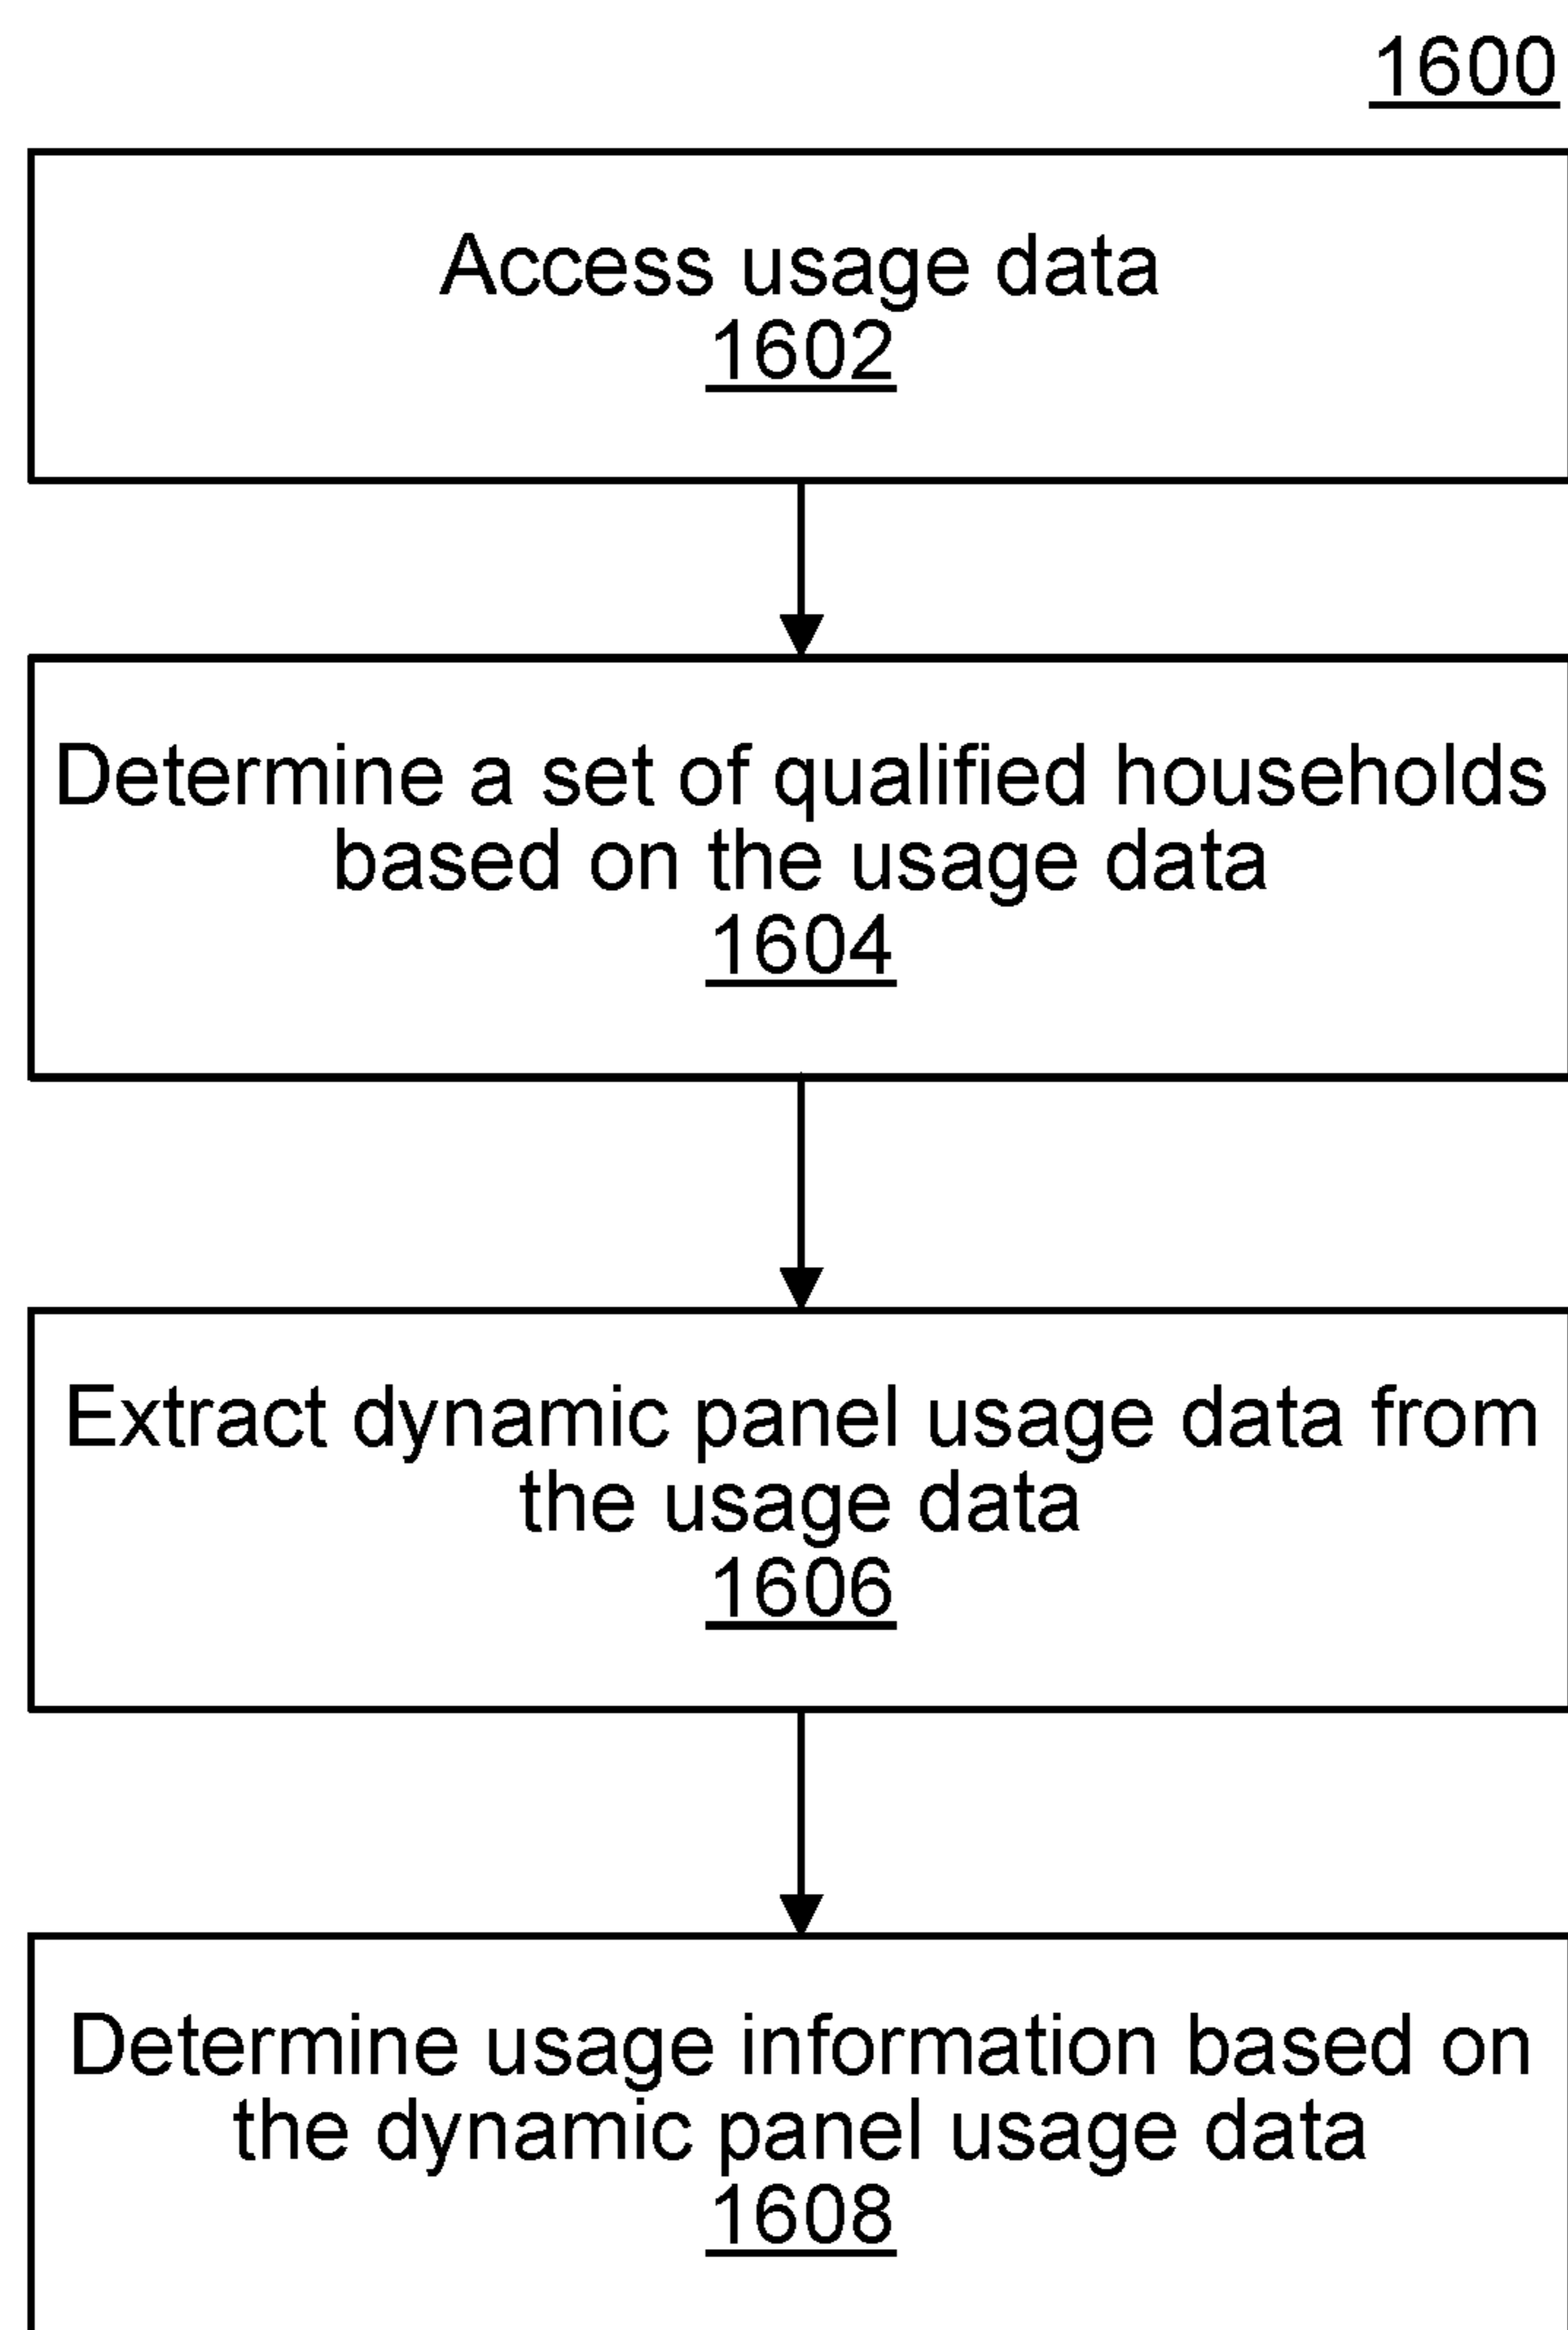 1600
Access usage data
1602
Determine a set of qualified households
based on the usage data
1604
Extract dynamic panel usage data from
the usage data
1606
Determine usage information based on
the dynamic panel usage data
1608